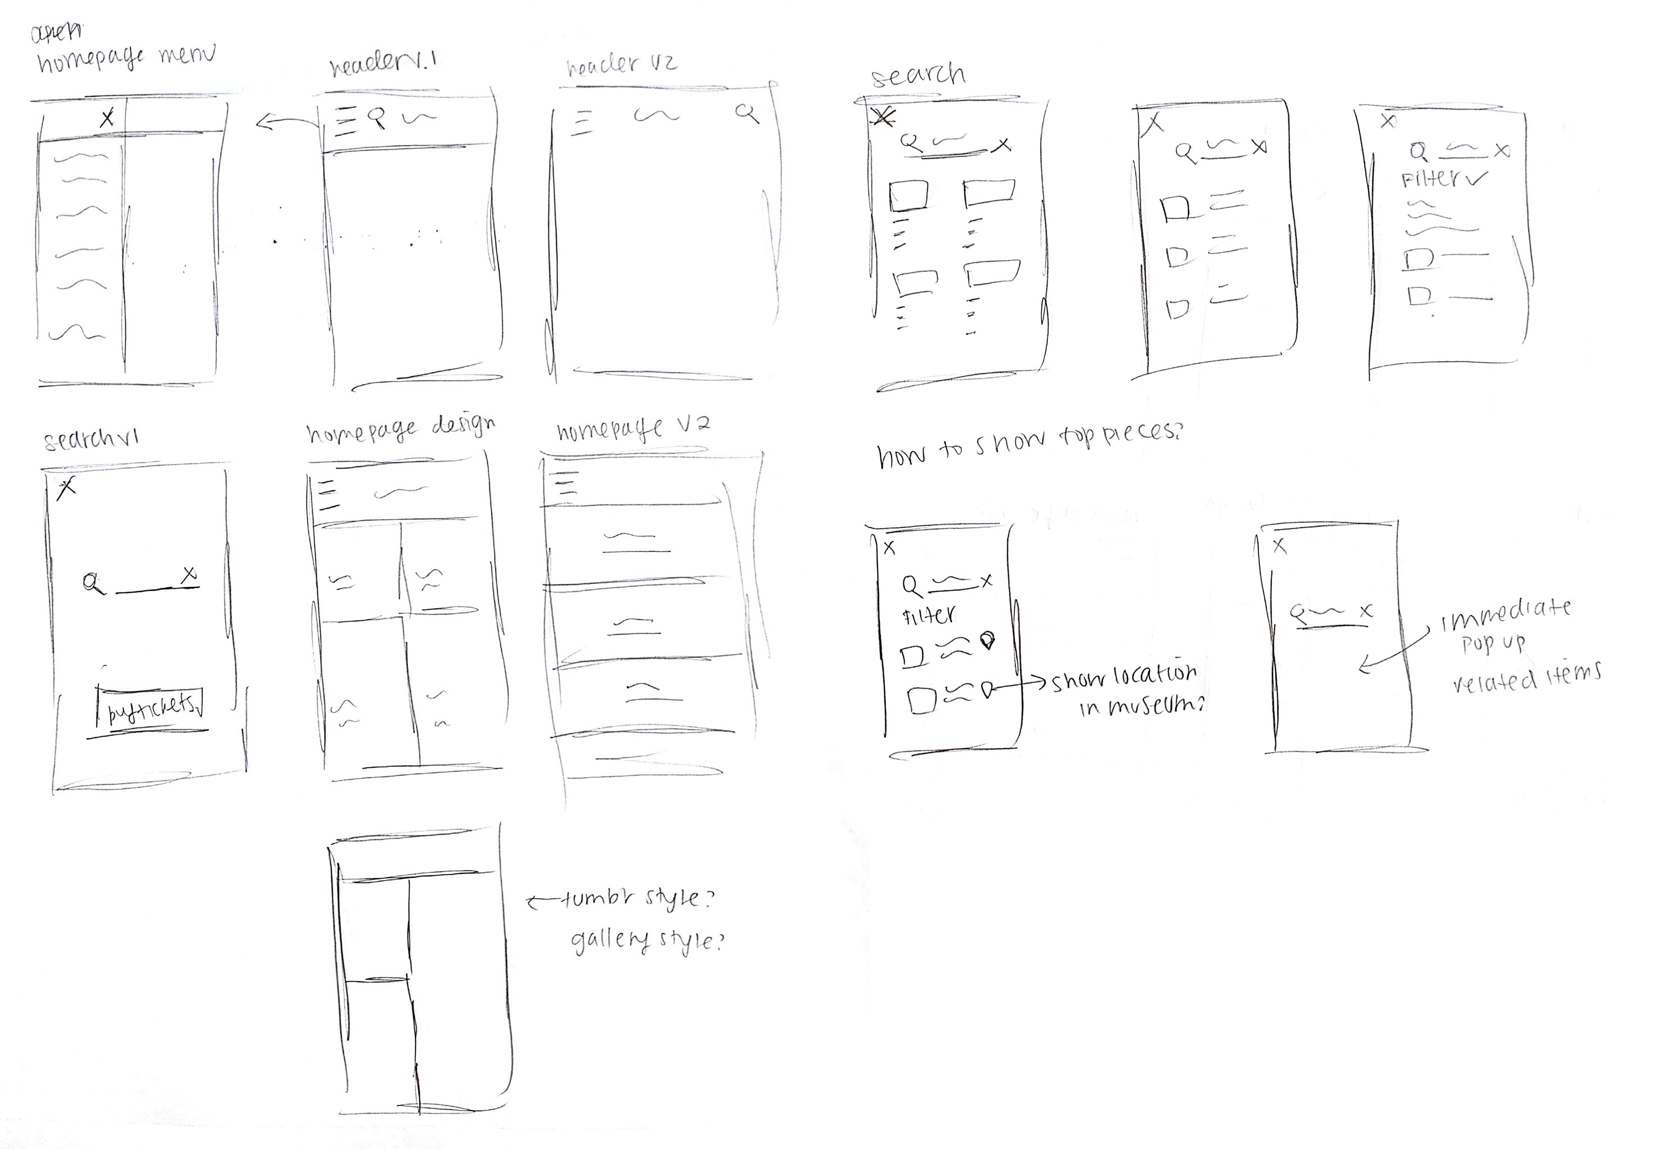 open
homepage menu
header v.1
header v2
search
X
X
X
X
X
X
X
Filter
search v1
homepage design
homepage v2
how to show top pieces?
X
X
buy tickets
X
X
Filter
show location
in museum?
X
X
immediate
pop up
related items
tumblr style?
gallery style?